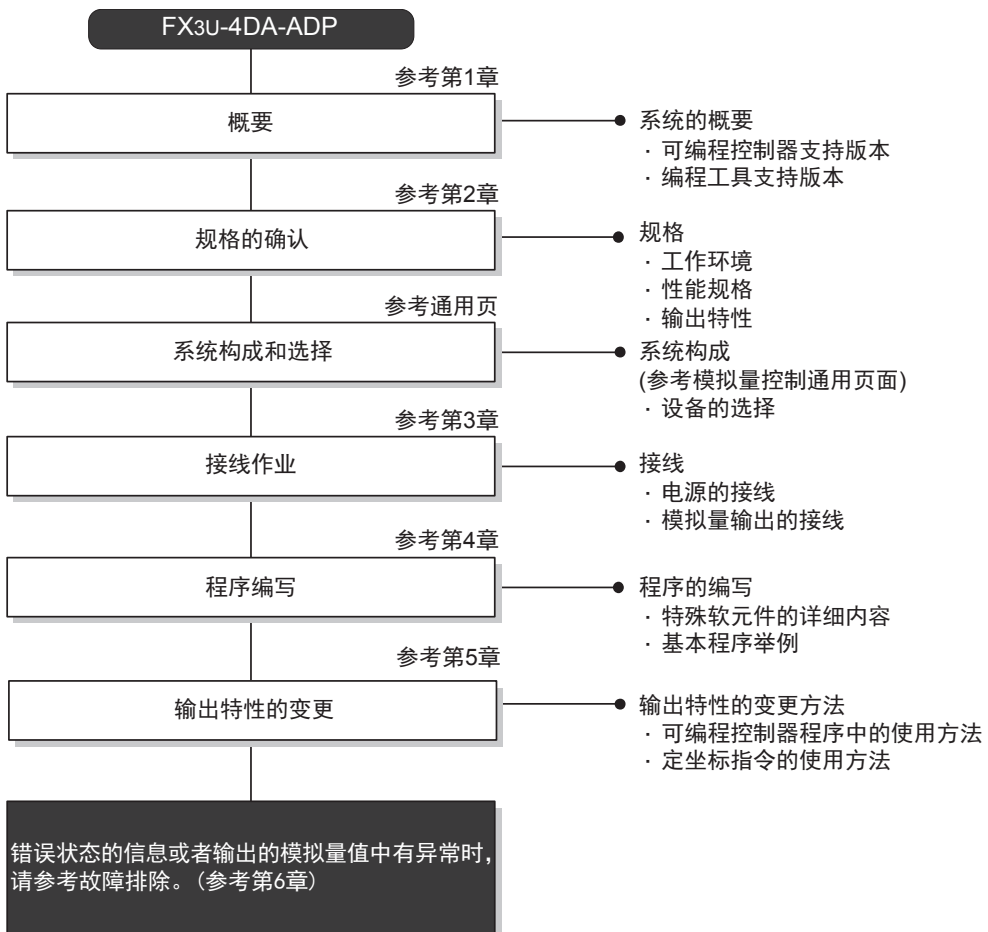 FX3U-4DA-ADP
参考第1章
概要
系统的概要
· 可编程控制器支持版本
· 编程工具支持版本
参考第2章
规格的确认
规格
· 工作环境
· 性能规格
· 输出特性
参考通用页
系统构成和选择
系统构成
(参考模拟量控制通用页面)
· 设备的选择
参考第3章
接线作业
接线
· 电源的接线
· 模拟量输出的接线
参考第4章
程序编写
程序的编写
· 特殊软元件的详细内容
· 基本程序举例
参考第5章
输出特性的变更
输出特性的变更方法
· 可编程控制器程序中的使用方法
· 定坐标指令的使用方法
错误状态的信息或者输出的模拟量值中有异常时，
请参考故障排除。（参考第6章）